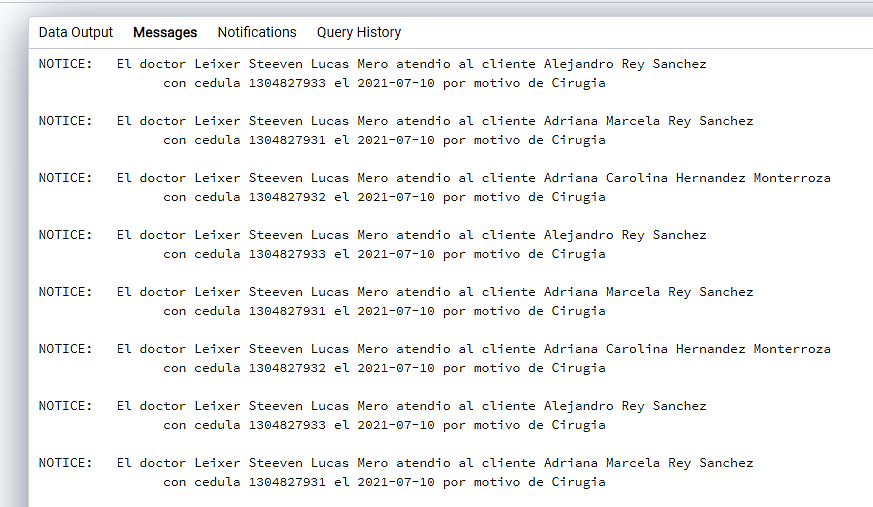 Data Output Messages Notifications Query History
NOTICE: El doctor Leixer Steeven Lucas Mero atendio al cliente Alejandro Rey Sanchez
con cedula 1304827933 el 2021-07-10 por motivo de Cirugia
NOTICE: El doctor Leixer Steeven Lucas Mero atendio al cliente Adriana Marcela Rey Sanchez
con cedula 1304827931 el 2021-07-10 por motivo de Cirugia
NOTICE: El doctor Leixer Steeven Lucas Mero atendio al cliente Adriana Carolina Hernandez Monterroza
con cedula 1304827932 el 2021-07-10 por motivo de Cirugia
NOTICE: El doctor Leixer Steeven Lucas Mero atendio al cliente Alejandro Rey Sanchez
con cedula 1304827933 el 2021-07-10 por motivo de Cirugia
NOTICE: El doctor Leixer Steeven Lucas Mero atendio al cliente Adriana Marcela Rey Sanchez
con cedula 1304827931 el 2021-07-10 por motivo de Cirugia
NOTICE: El doctor Leixer Steeven Lucas Mero atendio al cliente Adriana Carolina Hernandez Monterroza
con cedula 1304827932 el 2021-07-10 por motivo de Cirugia
NOTICE: El doctor Leixer Steeven Lucas Mero atendio al cliente Alejandro Rey Sanchez
con cedula 1304827933 el 2021-07-10 por motivo de Cirugia
NOTICE: El doctor Leixer Steeven Lucas Mero atendio al cliente Adriana Marcela Rey Sanchez
con cedula 1304827931 el 2021-07-10 por motivo de Cirugia